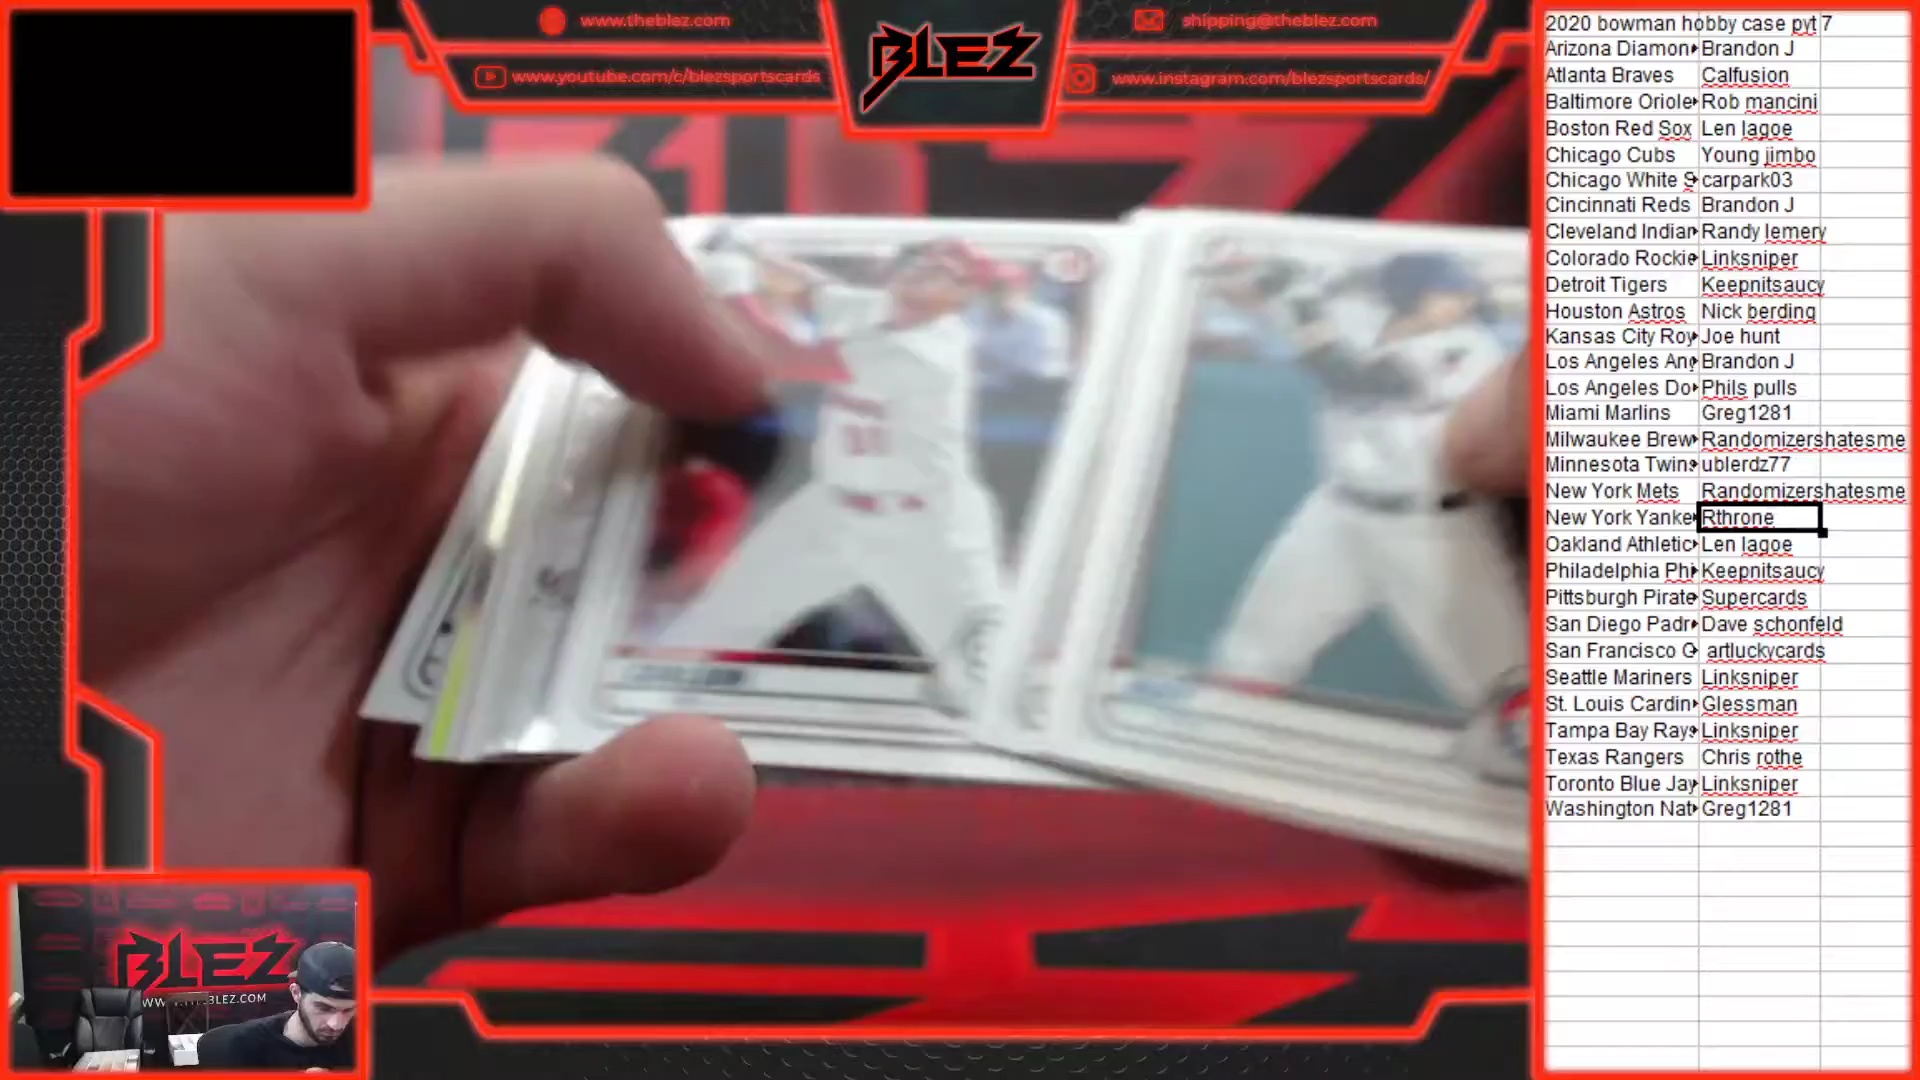 www.theblez.com
www.youtube.com/c/blezsportscards
BLEZ
shipping@theblez.com
www.instagram.com/blezsportscards/
2020 bowman hobby case pyt 7
Arizona Diamon Brandon J
Atlanta Braves Calfusion
Baltimore Oriole Rob mancini
Boston Red Sox Len lagoe
Chicago Cubs Young jimbo
Chicago White S carpark03
Cincinnati Reds Brandon J
Cleveland Indian Randy lemery
Colorado Rockie Linksniper
Detroit Tigers Keepnitsaucy
Houston Astros Nick berding
Kansas City Roy Joe hunt
Los Angeles Ang Brandon J
Los Angeles Do Phils pulls
Miami Marlins Greg1281
Milwaukee Brew Randomizershatesme
Minnesota Twins ublerdz77
New York Mets Randomizershatesme
New York Yanke Rthrone
Oakland Athletic Len lagoe
Philadelphia Phi Keepnitsaucy
Pittsburgh Pirate Supercards
San Diego Padr Dave schonfeld
San Francisco G artluckycards
Seattle Mariners Linksniper
St. Louis Cardin Glessman
Tampa Bay Rays Linksniper
Texas Rangers Chris rothe
Toronto Blue Jay Linksniper
Washington Nat Greg1281
BLEZ